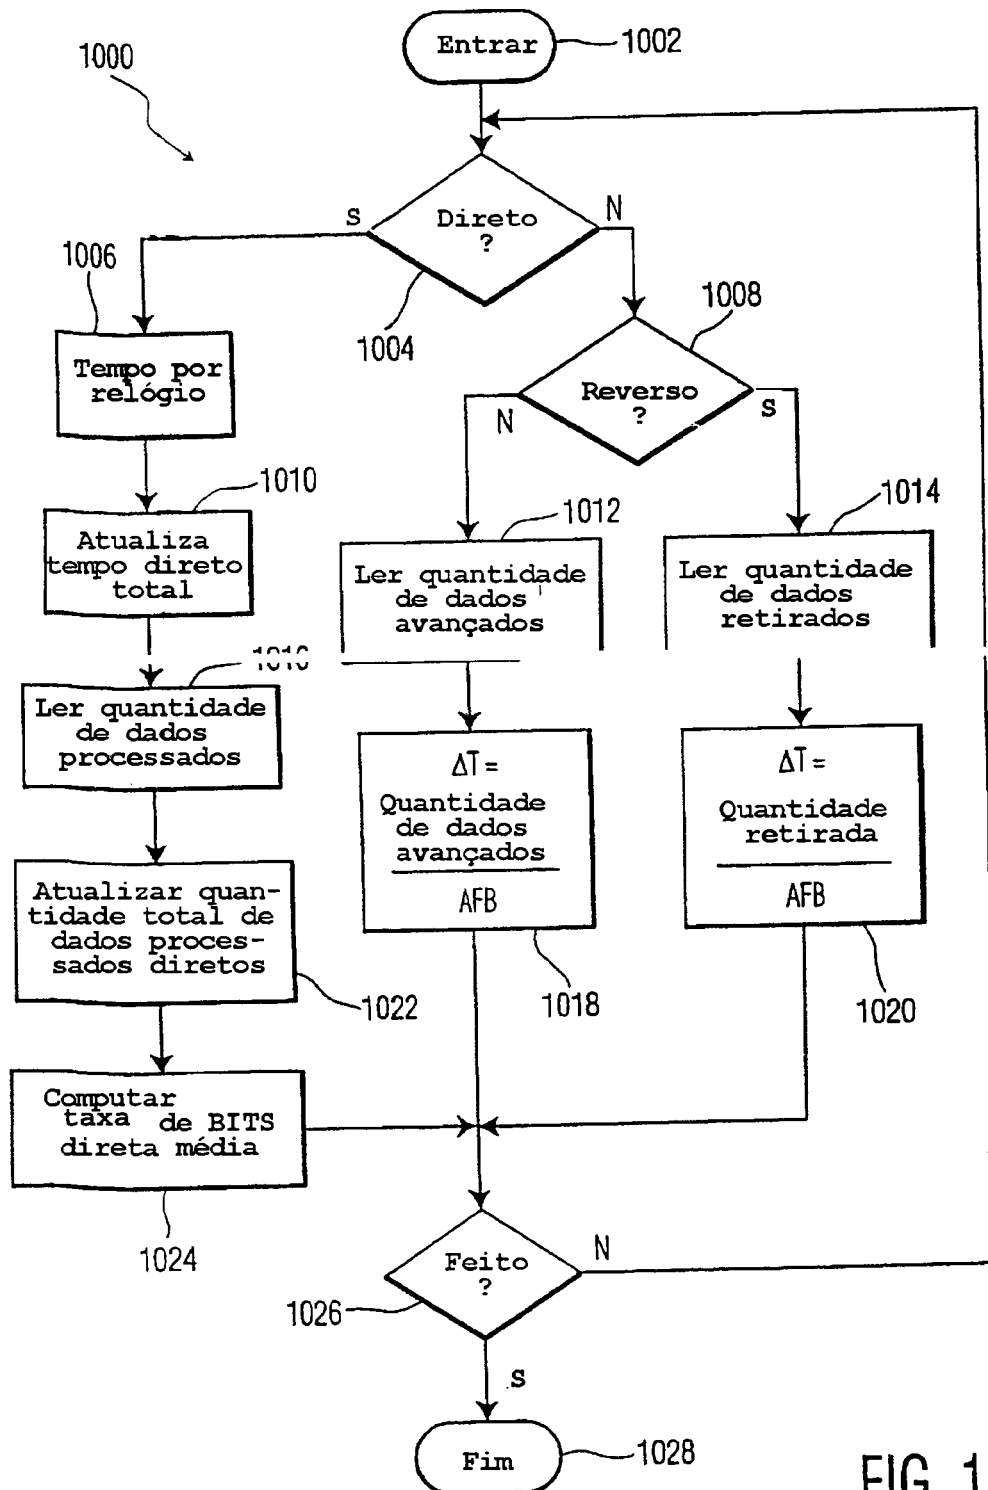 Entrar
1002
1000
Direto
?
S
N
1004
1006
Tempo por
relógio
1008
Reverso
?
N
S
1010
Atualiza
tempo direto
total
1012
Ler quantidade
de dados
avançados
1014
Ler quantidade
de dados
retirados
Ler quantidade
de dados
processados
ΔT =
Quantidade
de dados
avançados
AFB
1018
ΔT =
Quantidade
retirada
AFB
1020
Atualizar quan-
tidade total de
dados proces-
sados diretos
1022
Computar
taxa de BITS
direta média
1024
Feito
?
N
1026
S
Fim
1028
FIG. 1